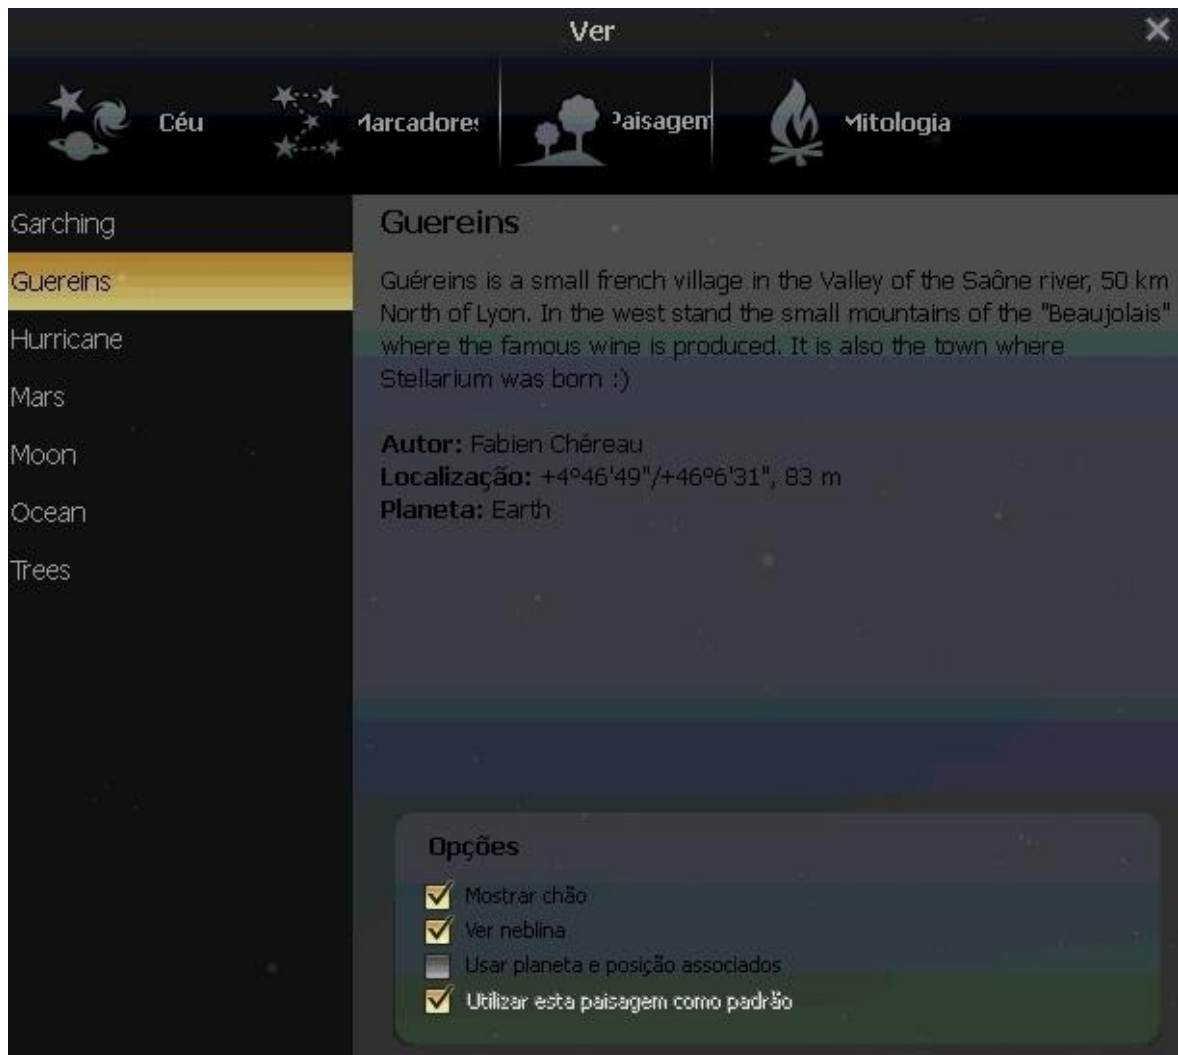 Ver
Céu
Marcadores
Paisagem
Mitologia
Garching
Guereins
Hurricane
Mars
Moon
Ocean
Trees
Guereins
Guéreins is a small french village in the Valley of the Saône river, 50 km
North of Lyon. In the west stand the small mountains of the "Beaujolais"
where the famous wine is produced. It is also the town where
Stellarium was born :)
Autor: Fabien Chéreau
Localização: +4°46'49"/+46°6'31", 83 m
Planeta: Earth
Opções
Mostrar chão
Ver neblina
Usar planeta e posição associados
Utilizar esta paisagem como padrão